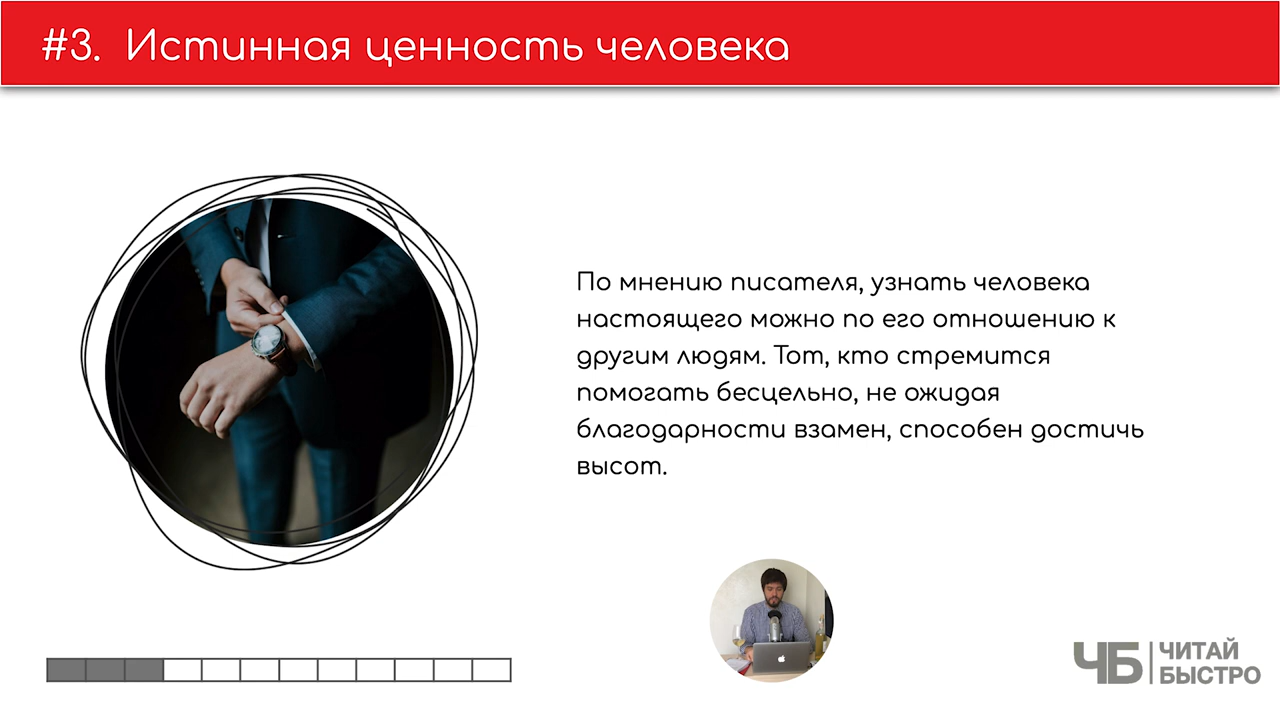 #3. Истинная ценность человека
По мнению писателя, узнать человека
настоящего можно по его отношению к
другим людям. Тот, кто стремится
помогать бесцельно, не ожидая
благодарности взамен, способен достичь
высот.
ЧБ
ЧИТАЙ
БЫСТРО